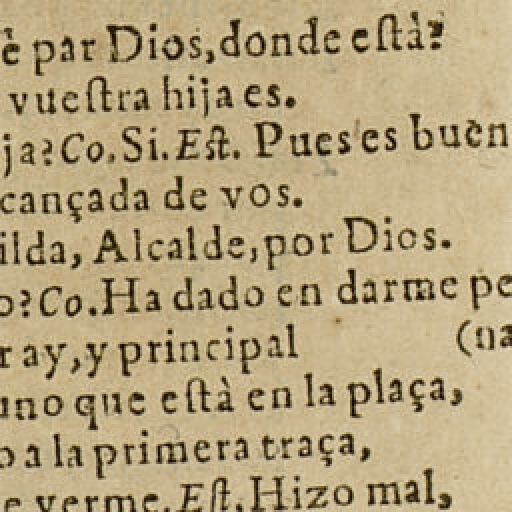 è par Dios, donde eſtà?
vueſtra hija es.
ja? Co. Si. Eſt. Pues es buèn
cançada de vos.
ilda, Alcalde, por Dios.
o? Co. Ha dado en darme pe
ray, y principal (na
uno que eſtà en la plaça,
o a la primera traça,
e verme. Eſt. Hizo mal,